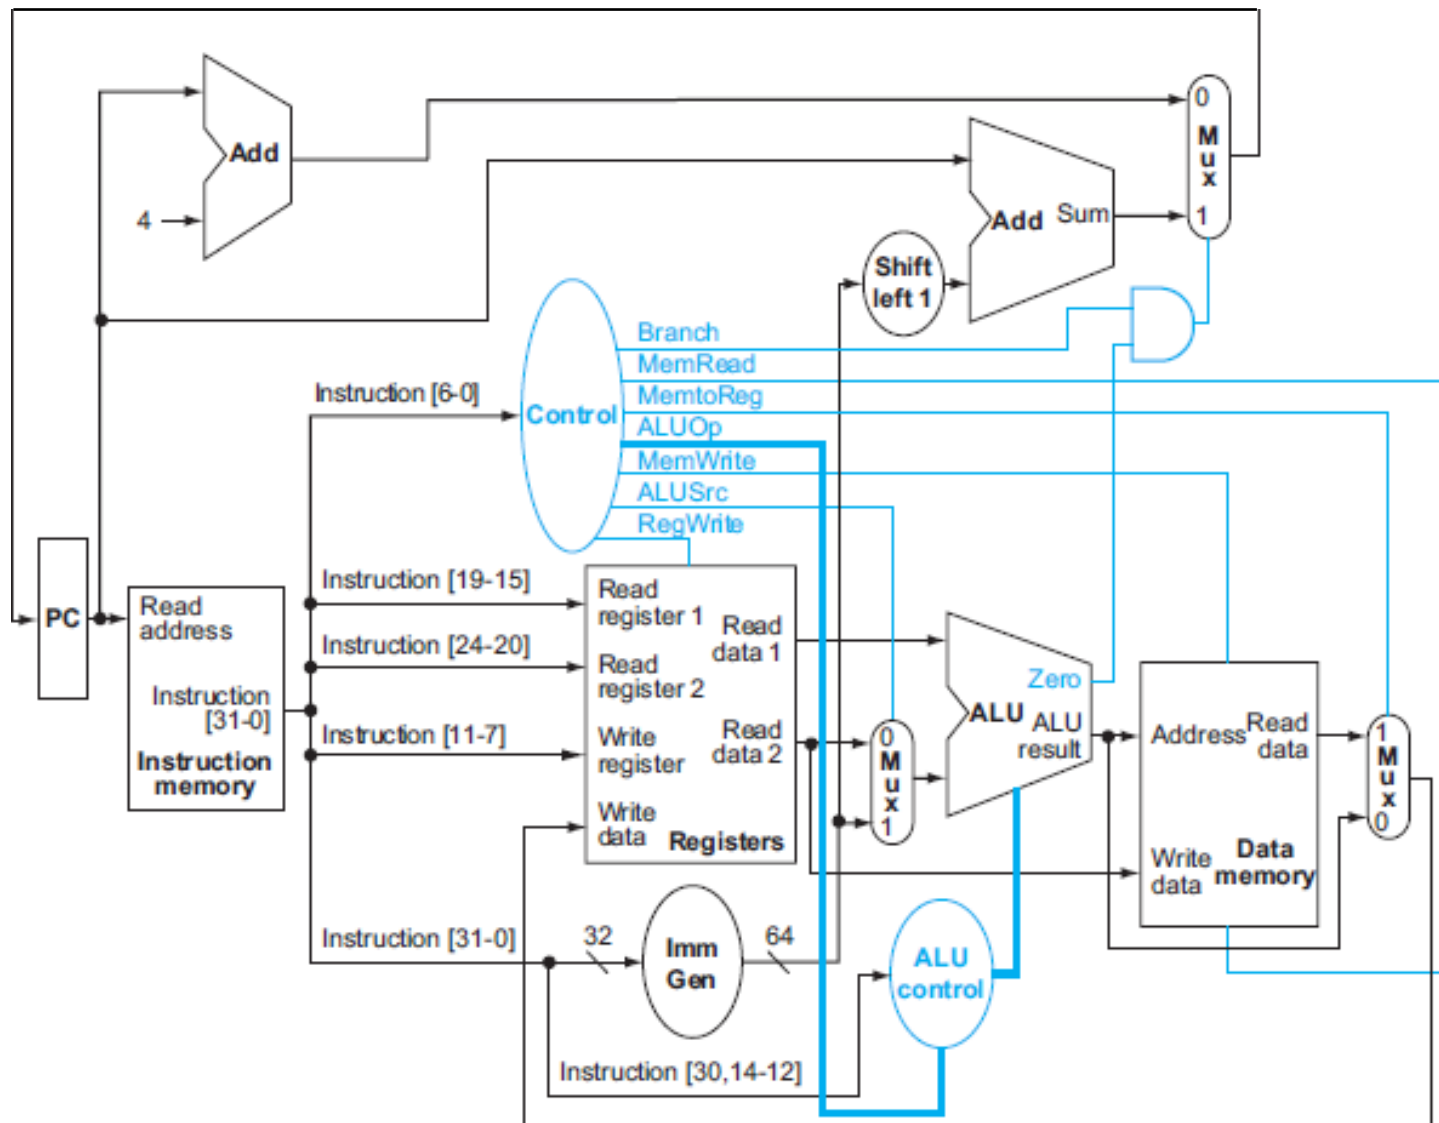 Add
4
0
Mux
1
Add Sum
Shift
left 1
Branch
MemRead
MemtoReg
ALUOp
MemWrite
ALUSrc
RegWrite
Instruction [6-0]
Control
PC
Read
address
Instruction
[31-0]
Instruction
memory
Instruction [19-15]
Instruction [24-20]
Instruction [11-7]
Instruction [31-0]
Read
register 1
Read
register 2
Write
register
Write
data
Read
data 1
Read
data 2
Registers
0
Mux
1
Zero
ALU
ALU
result
Address
Read
data
Write
data
Data
memory
1
Mux
0
32
Imm
Gen
64
ALU
control
Instruction [30,14-12]